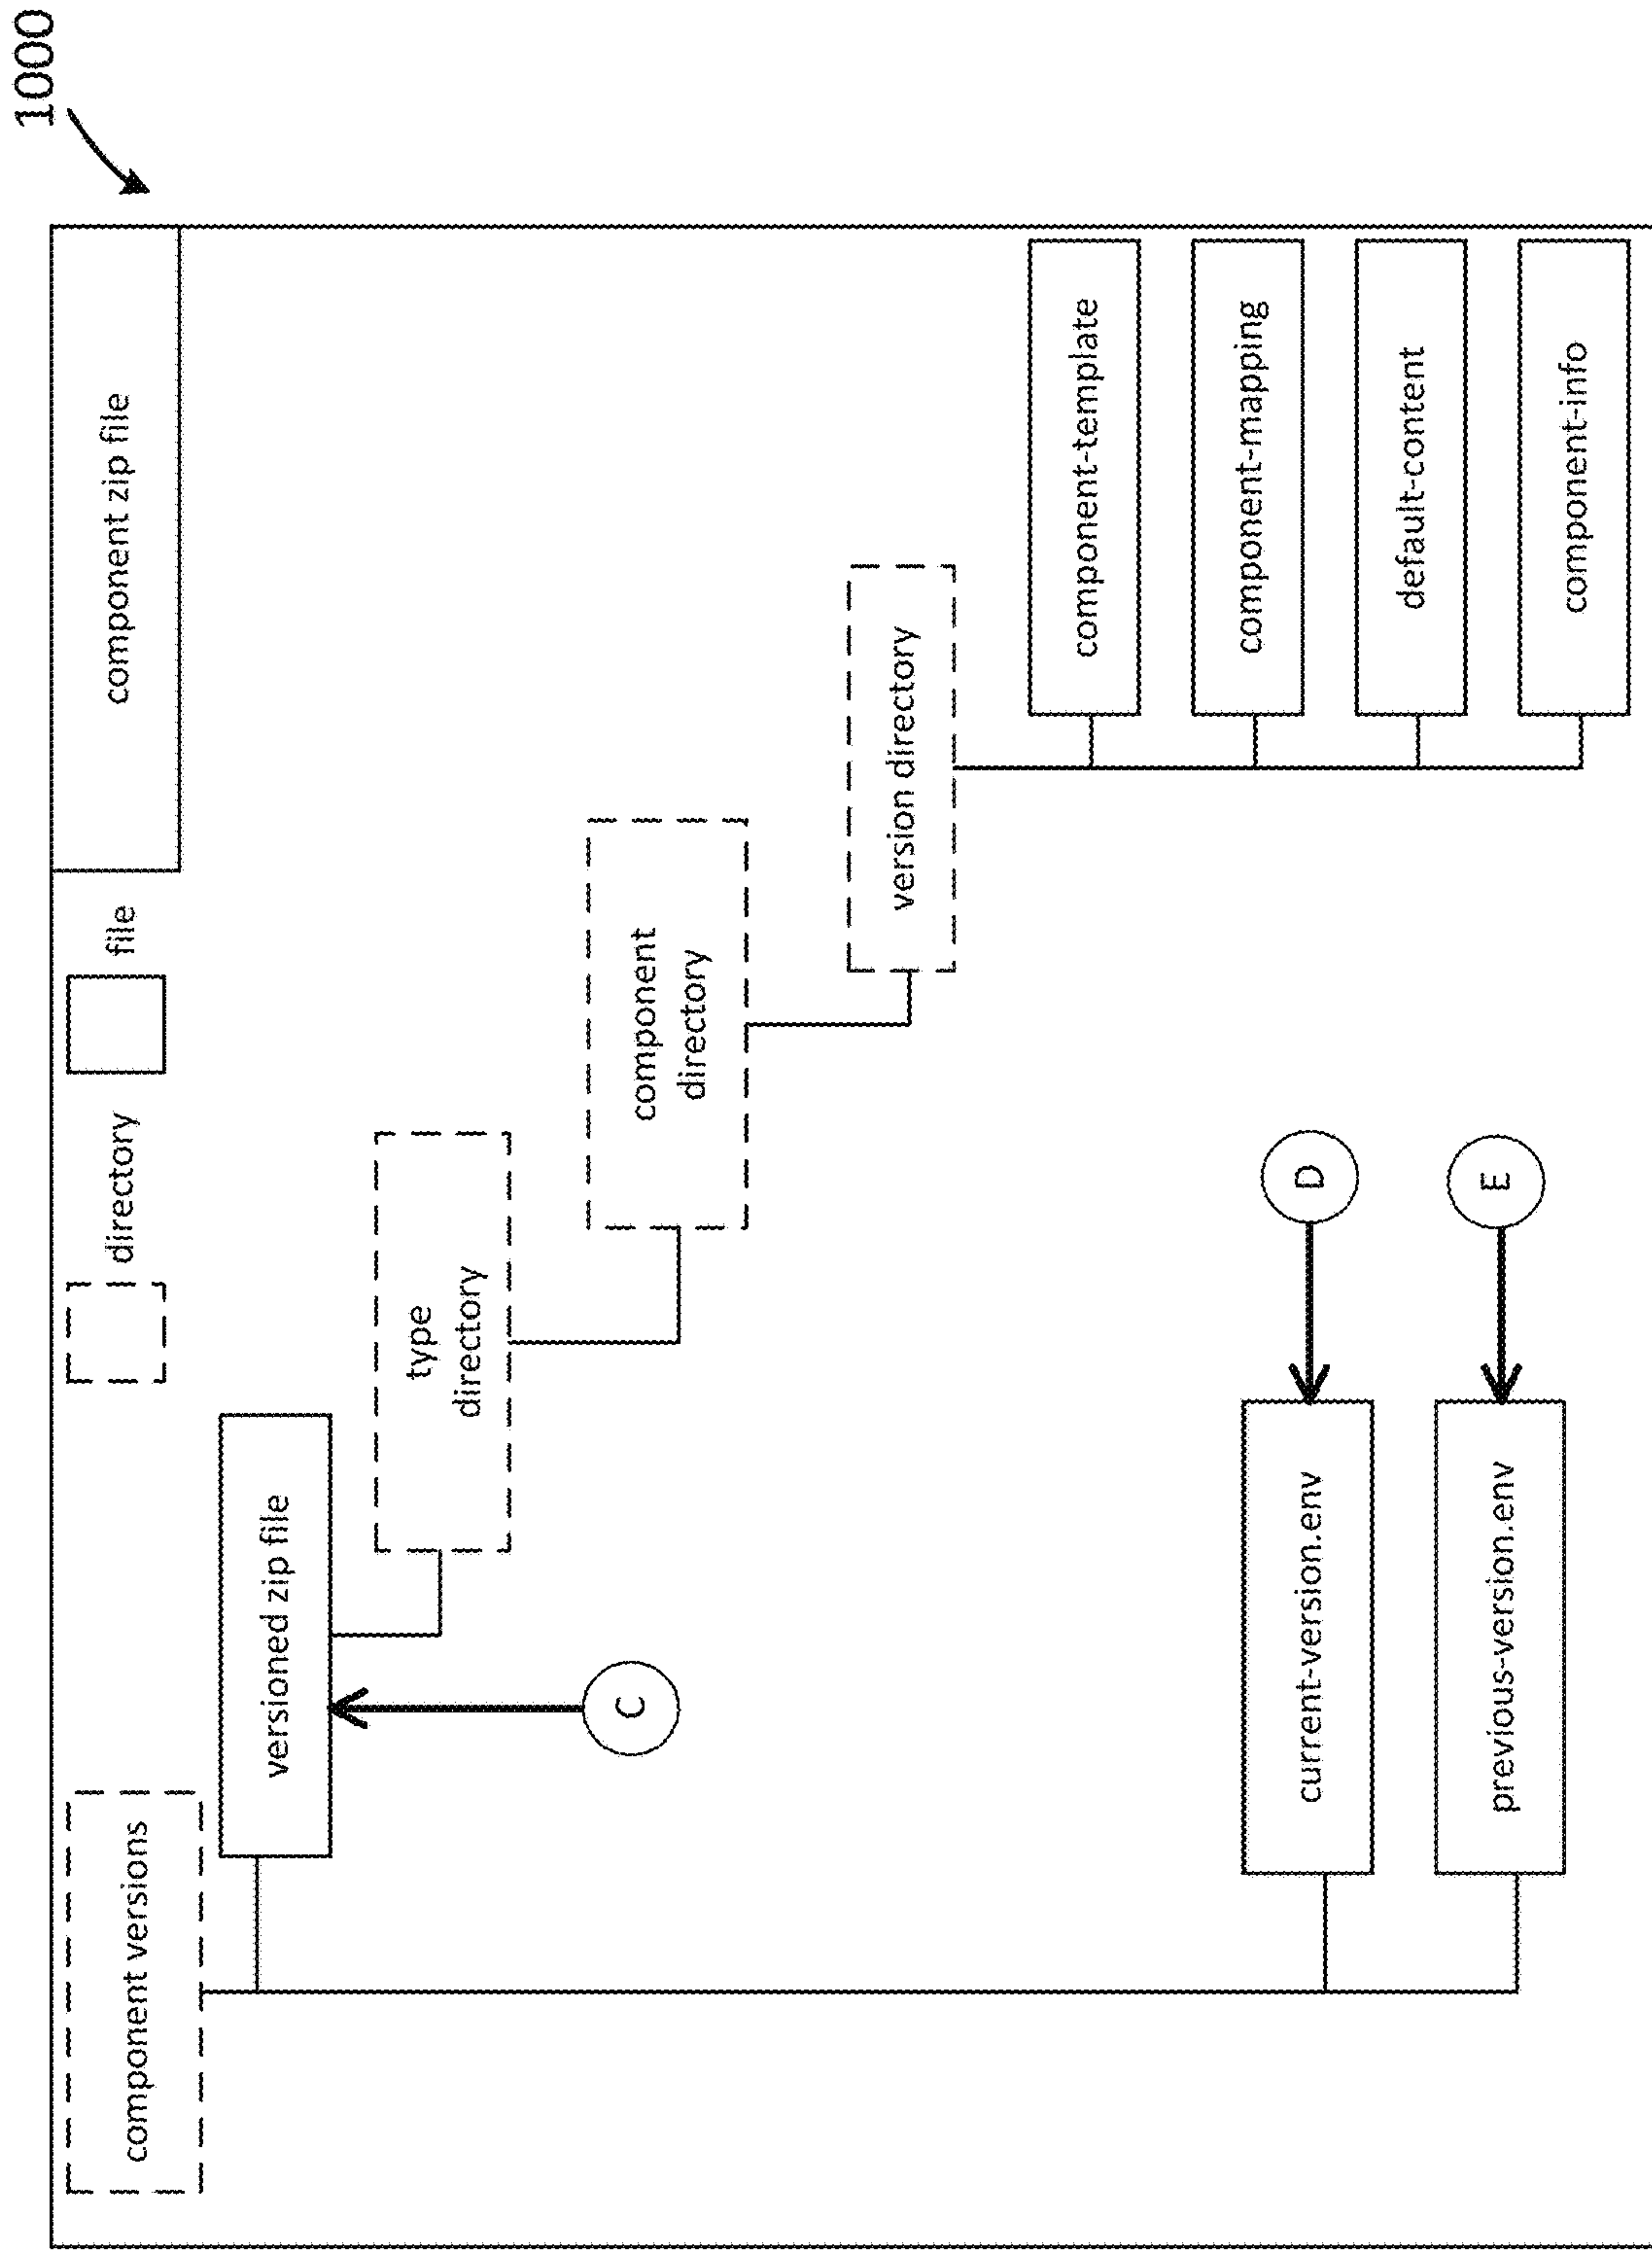 1000
component versions
directory
file
component zip file
versioned zip file
type
directory
C
component
directory
version directory
component-template
component-mapping
default-content
component-info
current-version.env
D
previous-version.env
E